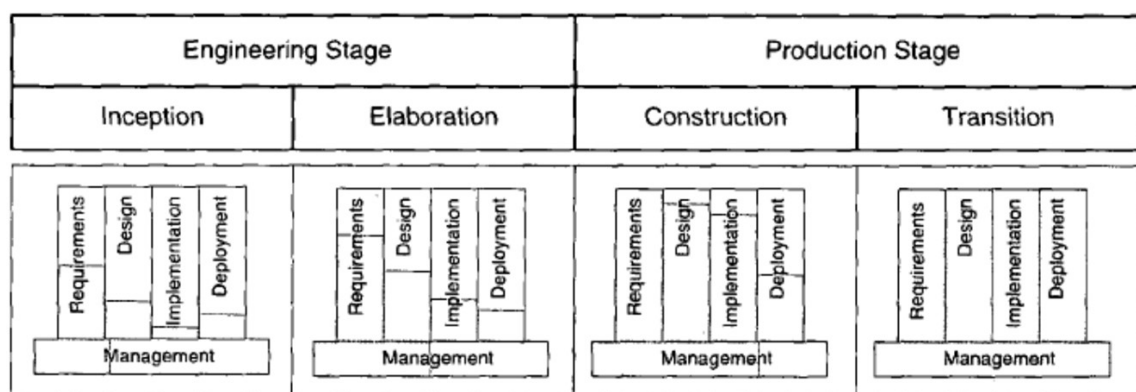 Engineering Stage
Production Stage
Inception
Elaboration
Construction
Transition
Requirements
Design
Implementation
Deployment
Management
Requirements
Design
Implementation
Deployment
Management
Requirements
Design
Implementation
Deployment
Management
Requirements
Design
Implementation
Deployment
Management